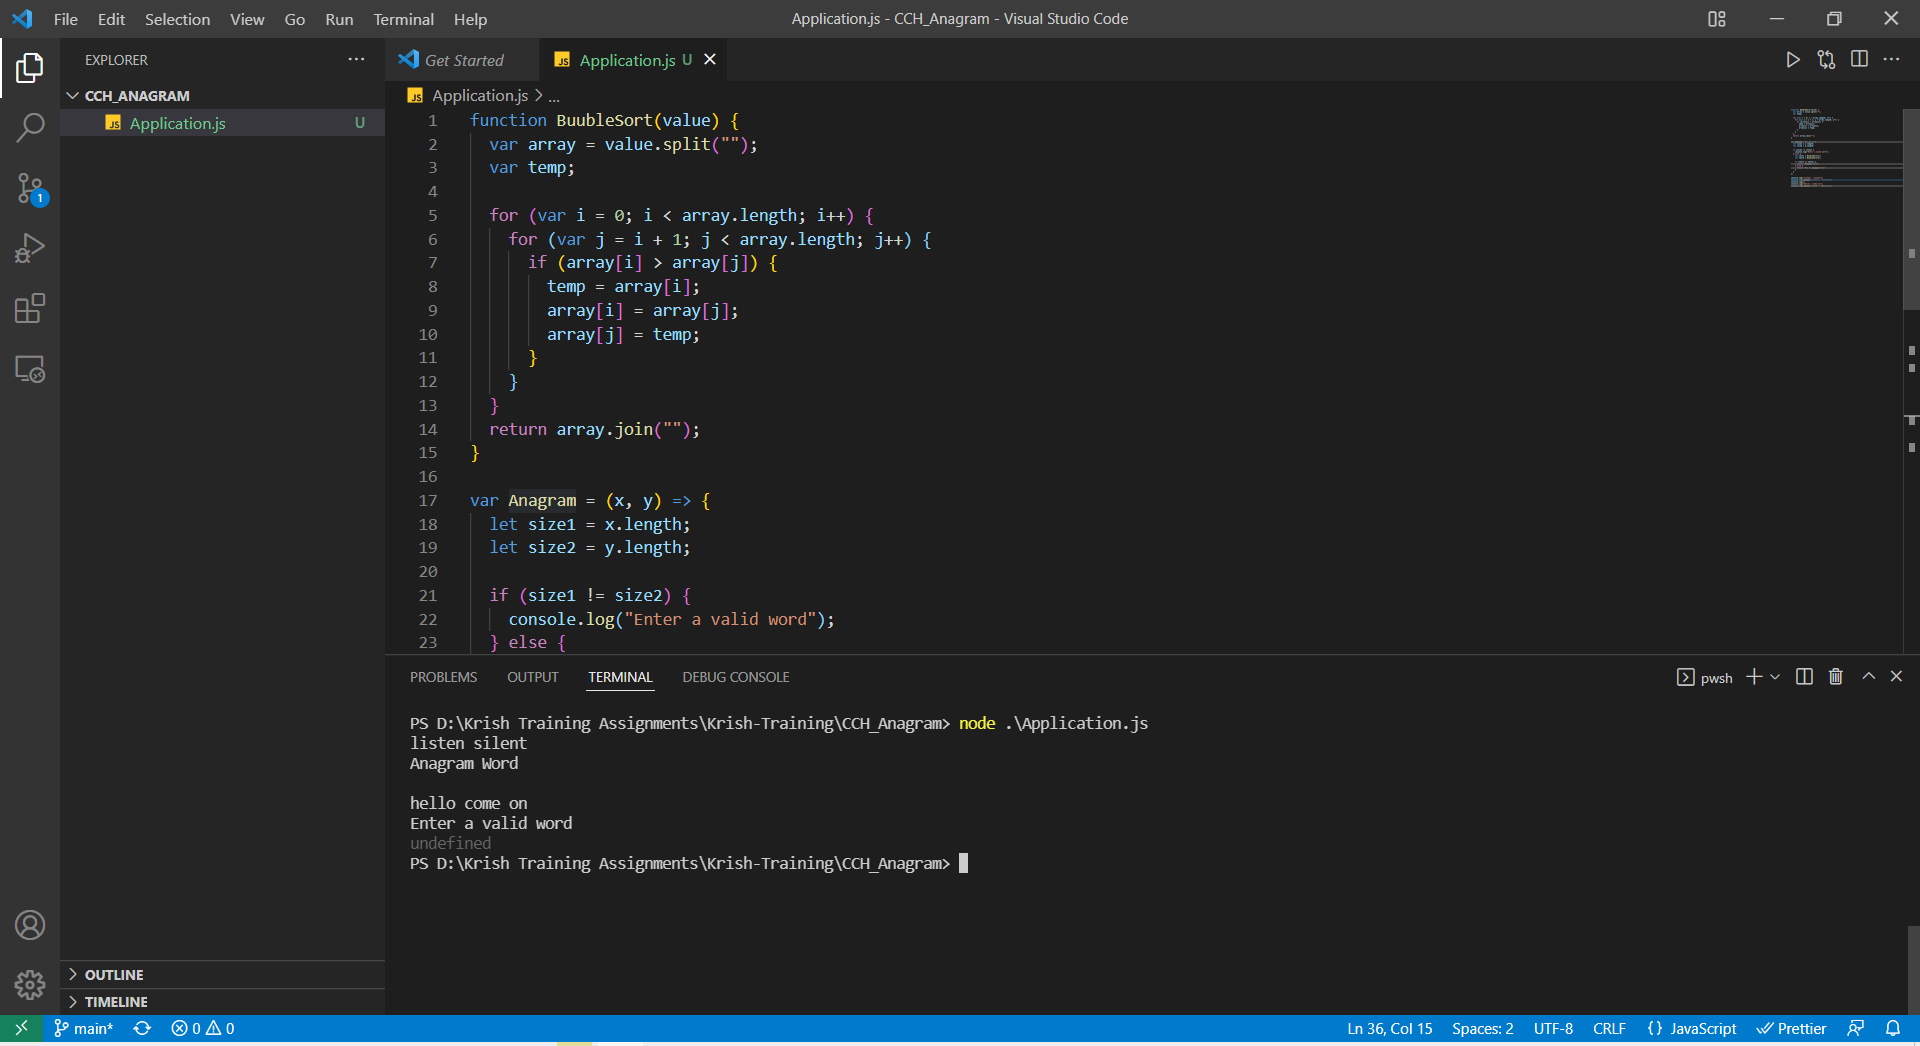 File Edit Selection View Go Run Terminal Help
Application.js - CCH_Anagram - Visual Studio Code
EXPLORER
CCH_ANAGRAM
Application.js U
1
OUTLINE
TIMELINE
Get Started
Application.js U
Application.js > ...
1 function BuubleSort(value) {
2 var array = value.split("");
3 var temp;
4
5 for (var i = 0; i < array.length; i++) {
6 for (var j = i + 1; j < array.length; j++) {
7 if (array[i] > array[j]) {
8 temp = array[i];
9 array[i] = array[j];
10 array[j] = temp;
11 }
12 }
13 }
14 return array.join("");
15 }
16
17 var Anagram = (x, y) => {
18 let size1 = x.length;
19 let size2 = y.length;
20
21 if (size1 != size2) {
22 console.log("Enter a valid word");
23 } else {
PROBLEMS OUTPUT TERMINAL DEBUG CONSOLE
pwsh
PS D:\Krish Training Assignments\Krish-Training\CCH_Anagram> node .\Application.js
listen silent
Anagram Word
hello come on
Enter a valid word
undefined
PS D:\Krish Training Assignments\Krish-Training\CCH_Anagram>
main* 0 0
Ln 36, Col 15 Spaces: 2 UTF-8 CRLF {} JavaScript Prettier